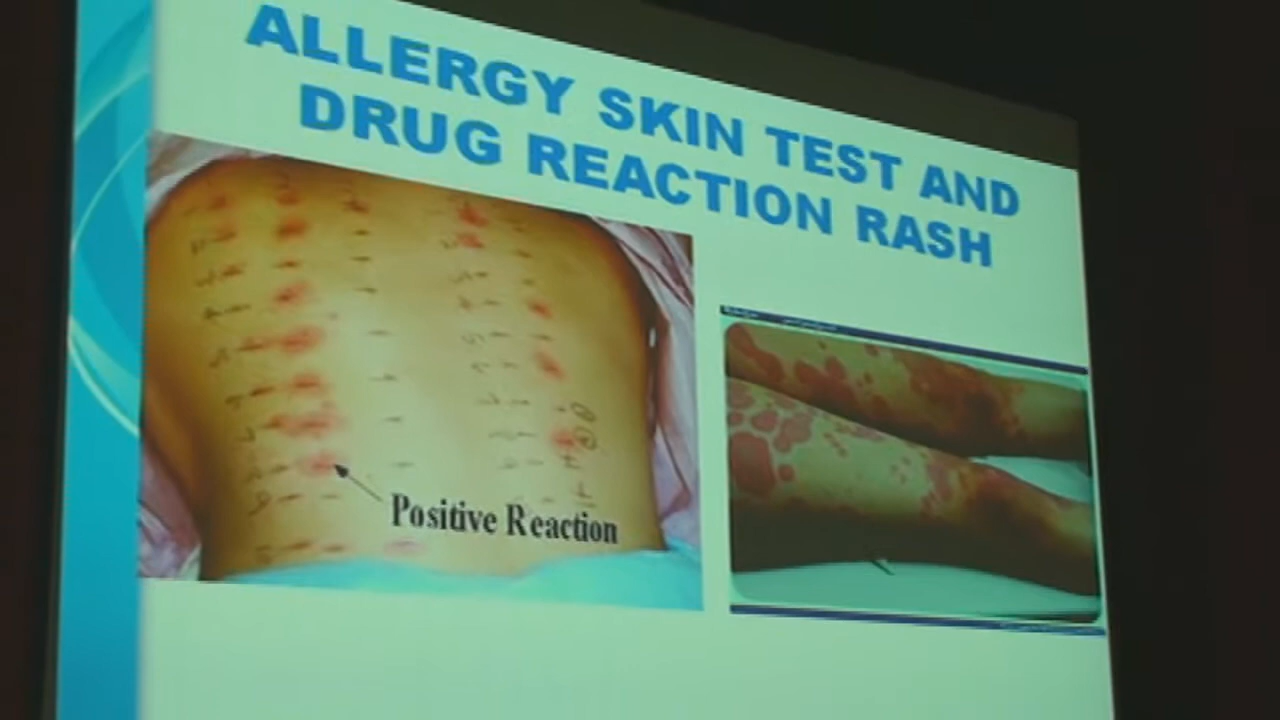 ALLERGY SKIN TEST AND
DRUG REACTION RASH
Positive Reaction